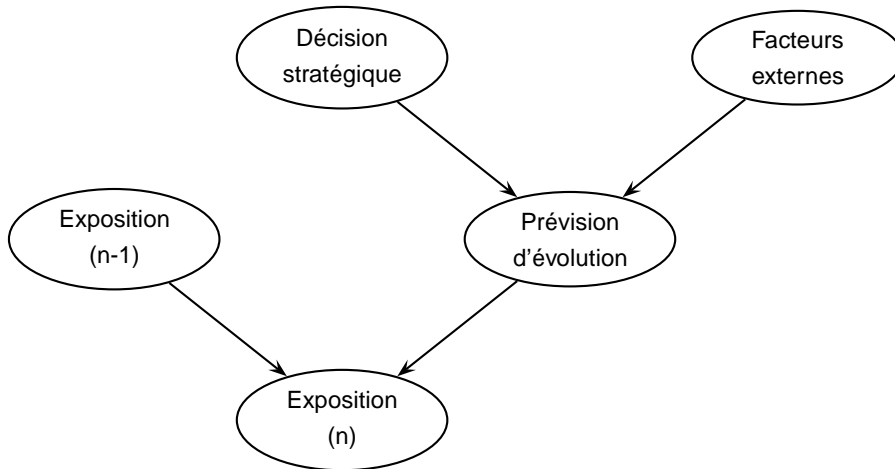 Décision
stratégique
Facteurs
externes
Exposition
(n-1)
Prévision
d’évolution
Exposition
(n)